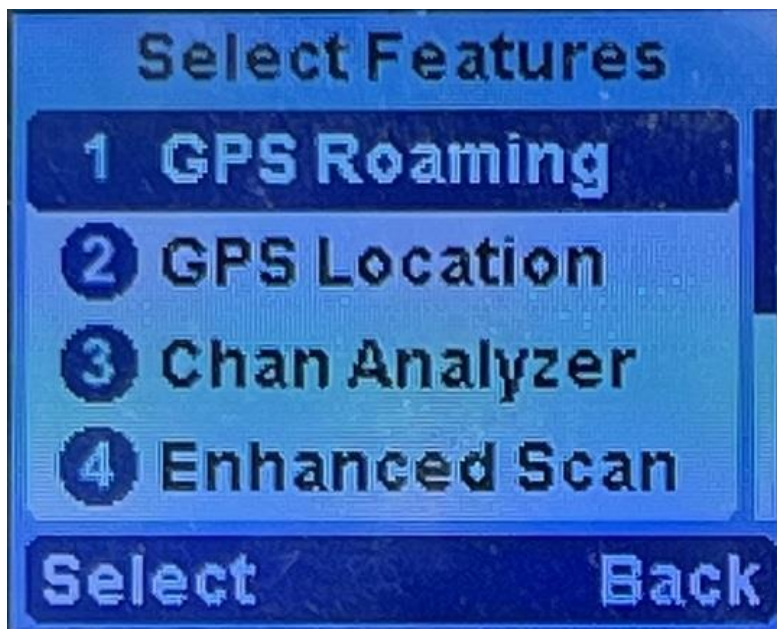 Select Features
1 GPS Roaming
2 GPS Location
3 Chan Analyzer
4 Enhanced Scan
Select Back